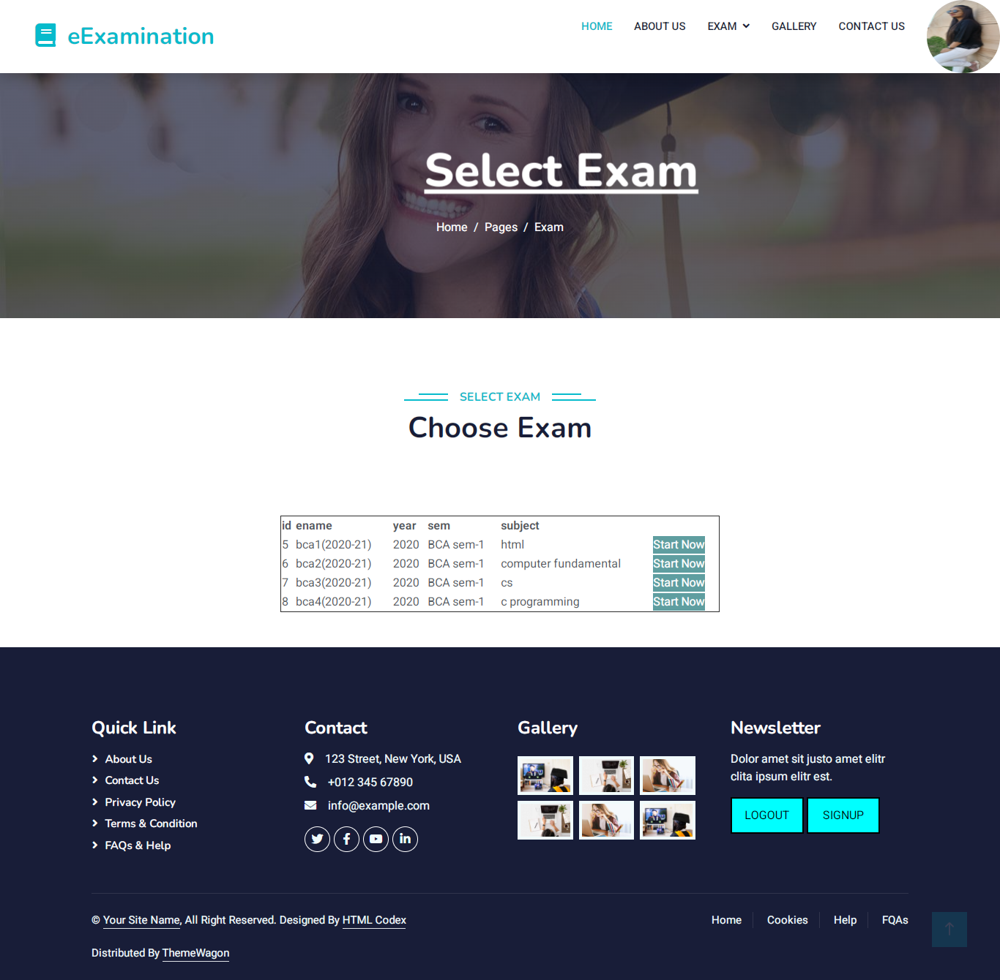 eExamination
HOME ABOUT US EXAM GALLERY CONTACT US
Select Exam
Home / Pages / Exam
SELECT EXAM
Choose Exam
id ename year sem subject
5 bca1(2020-21) 2020 BCA sem-1 html Start Now
6 bca2(2020-21) 2020 BCA sem-1 computer fundamental Start Now
7 bca3(2020-21) 2020 BCA sem-1 cs Start Now
8 bca4(2020-21) 2020 BCA sem-1 c programming Start Now
Quick Link
About Us
Contact Us
Privacy Policy
Terms & Condition
FAQs & Help
Contact
123 Street, New York, USA
+012 345 67890
info@example.com
Gallery
Newsletter
Dolor amet sit justo amet elitr
clita ipsum elitr est.
LOGOUT SIGNUP
© Your Site Name, All Right Reserved. Designed By HTML Codex
Distributed By ThemeWagon
Home Cookies Help FQAs